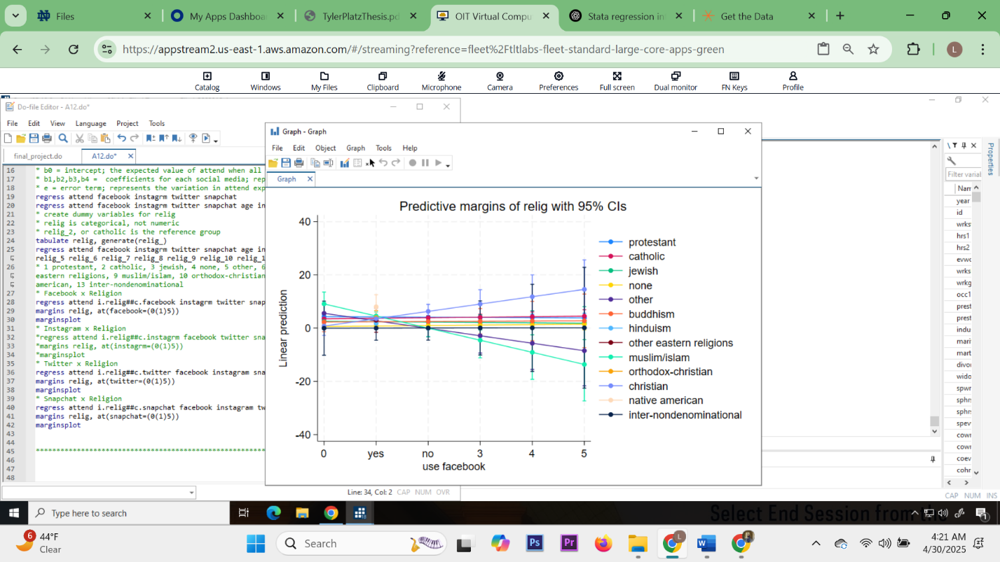 Files
My Apps Dashboar
TylerPlatzThesis.pd
OIT Virtual Compu
Stata regression in
Get the Data
https://appstream2.us-east-1.aws.amazon.com/#/streaming?reference=fleet%2Ftltlabs-fleet-standard-large-core-apps-green
L
Catalog
Windows
My Files
Clipboard
Microphone
Camera
Preferences
Full screen
Dual monitor
FN Keys
Profile
Do-file Editor - A12.do*
File Edit View Language Project Tools
final_project.do
A12.do*
16 * b0 = intercept; the expected value of attend when all
17 * b1,b2,b3,b4 = coefficients for each social media; rep
18 * e = error term; represents the variation in attend exp
19 regress attend facebook instagrm twitter snapchat
20 regress attend facebook instagrm twitter snapchat age in
21 * create dummy variables for relig
22 * relig is categorical, not numeric
23 * relig_2, or catholic is the reference group
24 tabulate relig, generate(relig_)
25 regress attend facebook instagrm twitter snapchat age in
relig_5 relig_6 relig_7 relig_8 relig_9 relig_10 relig_1
26 * 1 protestant, 2 catholic, 3 jewish, 4 none, 5 other, 6
eastern religions, 9 muslim/islam, 10 orthodox-christian
american, 13 inter-nondenominational
27 * Facebook x Religion
28 regress attend i.relig##c.facebook instagrm twitter snap
29 margins relig, at(facebook=(0(1)5))
30 marginsplot
31 * Instagram x Religion
32 *regress attend i.relig##c.instagrm facebook twitter sna
33 *margins relig, at(instagrm=(0(1)5))
34 *marginsplot
35 * Twitter x Religion
36 regress attend i.relig##c.twitter facebook instagram sna
37 margins relig, at(twitter=(0(1)5))
38 marginsplot
39 * Snapchat x Religion
40 regress attend i.relig##c.snapchat facebook instagram tw
41 margins relig, at(snapchat=(0(1)5))
42 marginsplot
43
44
45
46
47
48
Line: 34, Col: 2 CAP NUM OVR
Graph - Graph
File Edit Object Graph Tools Help
Graph
Predictive margins of relig with 95% CIs
Linear prediction
40
20
0
-20
-40
0 yes no 3 4 5
use facebook
protestant
catholic
jewish
none
other
buddhism
hinduism
other eastern religions
muslim/islam
orthodox-christian
christian
native american
inter-nondenominational
Properties
Filter varial
Nam
year
id
wrks
hrs1
hrs2
evwo
wrks
wrkg
occ1
prest
prest
indu
mari
mart
divor
wido
spwr
sphr
sphr
spev
cowr
cowr
coev
cohr
CAP NUM INS
Type here to search
Select End Session from the
1
6
44°F
Clear
Search
Ps
Pr
L
4:21 AM
4/30/2025